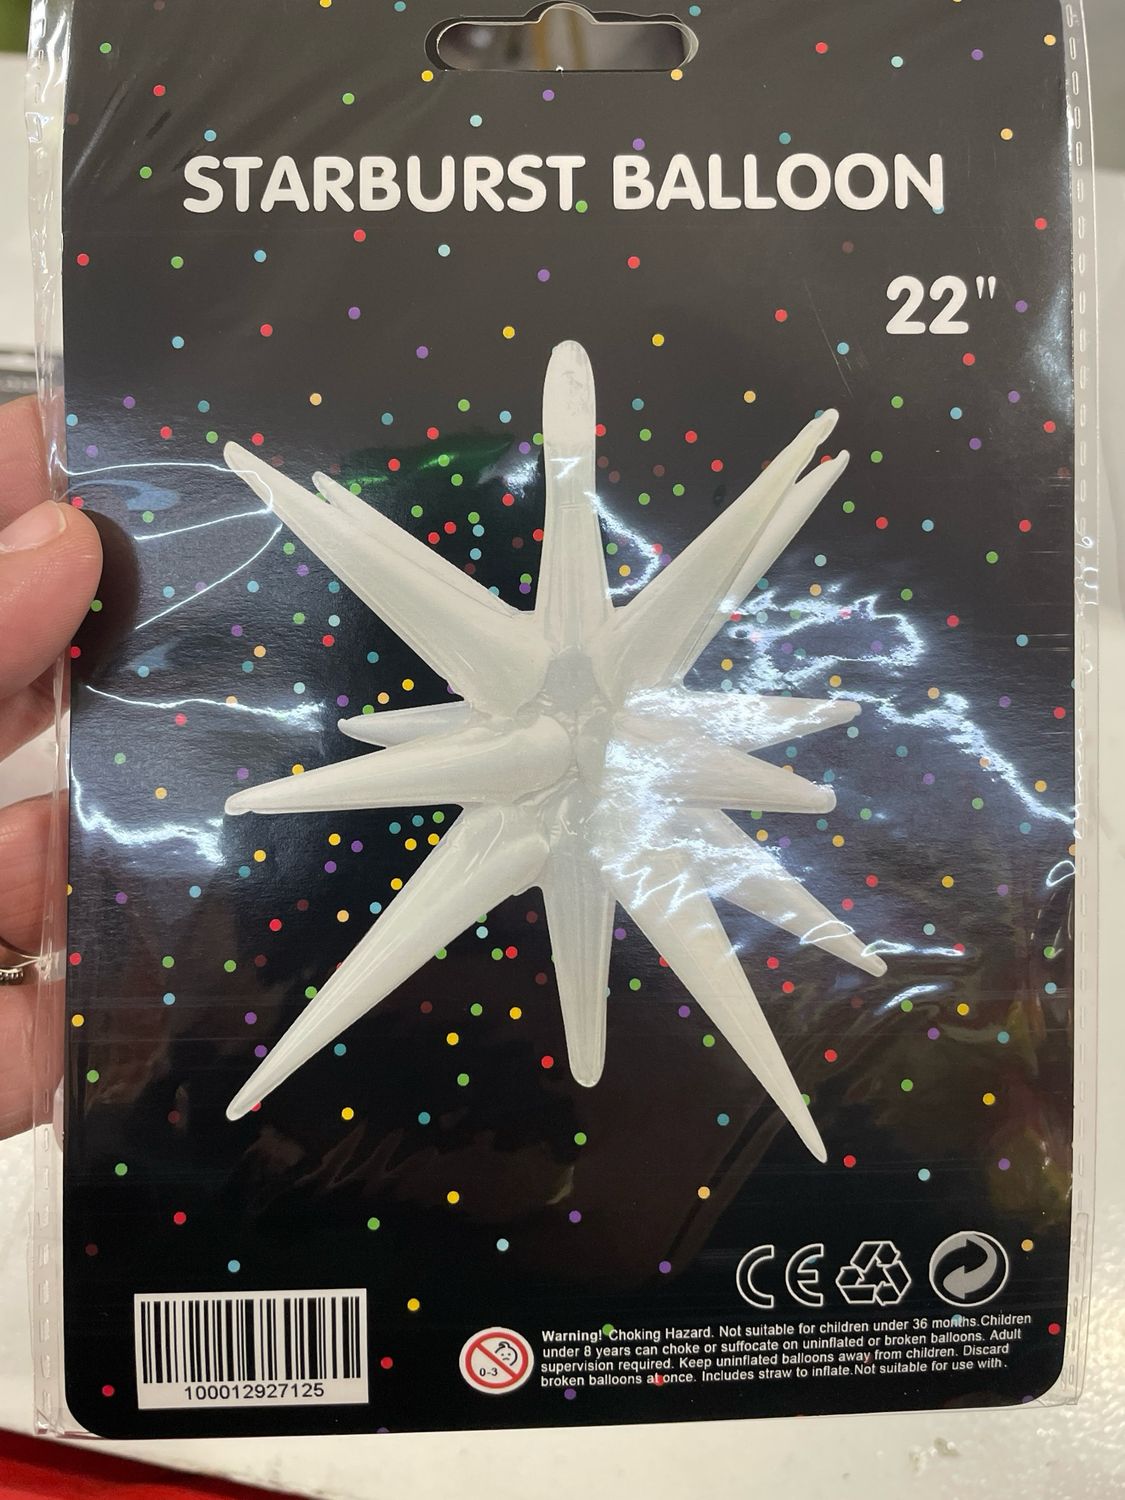 STARBURST BALLOON
22"
CE
100012927125
0-3
Warning! Choking Hazard. Not suitable for children under 36 months.Children
under 8 years can choke or suffocate on uninflated or broken balloons. Adult
supervision required. Keep uninflated balloons away from children. Discard
broken balloons at once. Includes straw to inflate.Not suitable for use with.